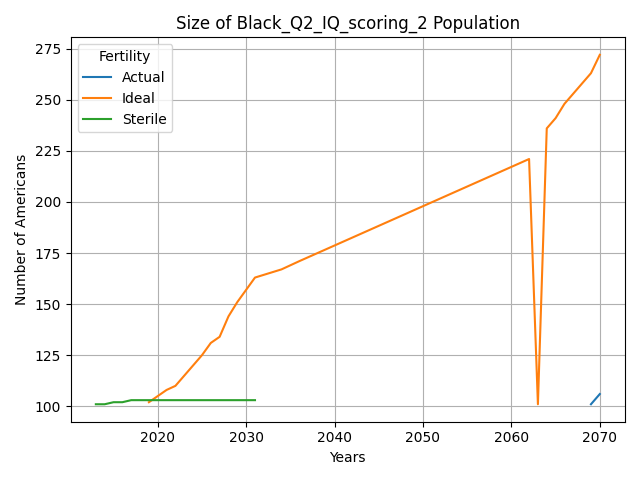 Size of Black_Q2_IQ_scoring_2 Population
Fertility
Actual
Ideal
Sterile
Number of Americans
275
250
225
200
175
150
125
100
2020 2030 2040 2050 2060 2070
Years